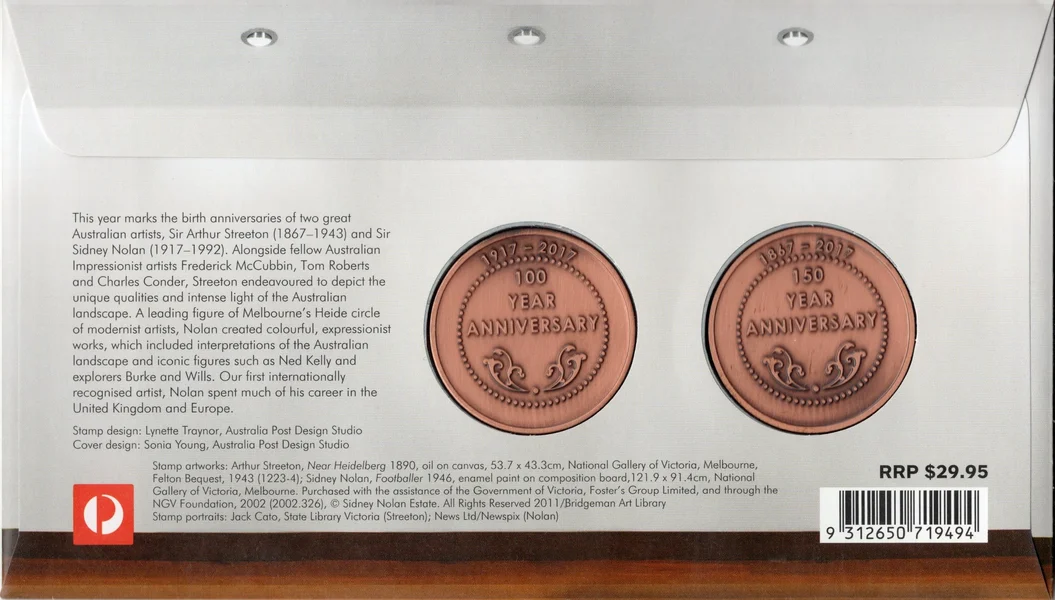 This year marks the birth anniversaries of two great
Australian artists, Sir Arthur Streeton (1867–1943) and Sir
Sidney Nolan (1917–1992). Alongside fellow Australian
Impressionist artists Frederick McCubbin, Tom Roberts
and Charles Conder, Streeton endeavoured to depict the
unique qualities and intense light of the Australian
landscape. A leading figure of Melbourne's Heide circle
of modernist artists, Nolan created colourful, expressionist
works, which included interpretations of the Australian
landscape and iconic figures such as Ned Kelly and
explorers Burke and Wills. Our first internationally
recognised artist, Nolan spent much of his career in the
United Kingdom and Europe.
Stamp design: Lynette Traynor, Australia Post Design Studio
Cover design: Sonia Young, Australia Post Design Studio
1917 – 2017
100
YEAR
ANNIVERSARY
1867 – 2017
150
YEAR
ANNIVERSARY
Stamp artworks: Arthur Streeton, Near Heidelberg 1890, oil on canvas, 53.7 x 43.3cm, National Gallery of Victoria, Melbourne,
Felton Bequest, 1943 (1223-4); Sidney Nolan, Footballer 1946, enamel paint on composition board,121.9 x 91.4cm, National
Gallery of Victoria, Melbourne. Purchased with the assistance of the Government of Victoria, Foster's Group Limited, and through the
NGV Foundation, 2002 (2002.326), © Sidney Nolan Estate. All Rights Reserved 2011/Bridgeman Art Library
Stamp portraits: Jack Cato, State Library Victoria (Streeton); News Ltd/Newspix (Nolan)
RRP $29.95
9 312650 719494